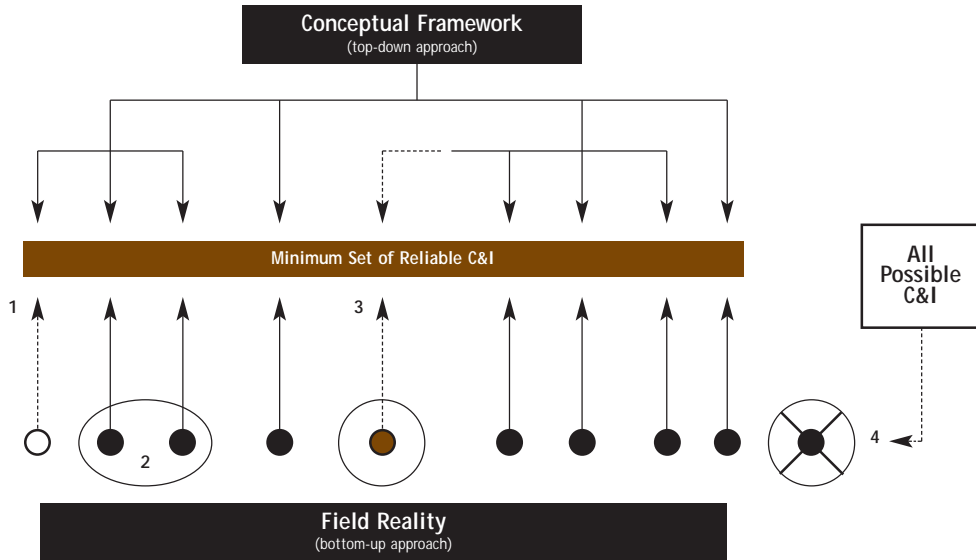 Conceptual Framework
(top-down approach)
Minimum Set of Reliable C&I
All
Possible
C&I
1
3
2
4
Field Reality
(bottom-up approach)